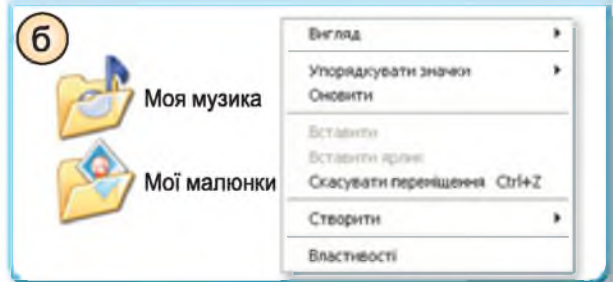 б
Моя музика
Мої малюнки
Вигляд
Упорядкувати значки
Оновити
Вставити
Вставити ярлик
Скасувати переміщення Ctrl+Z
Створити
Властивості